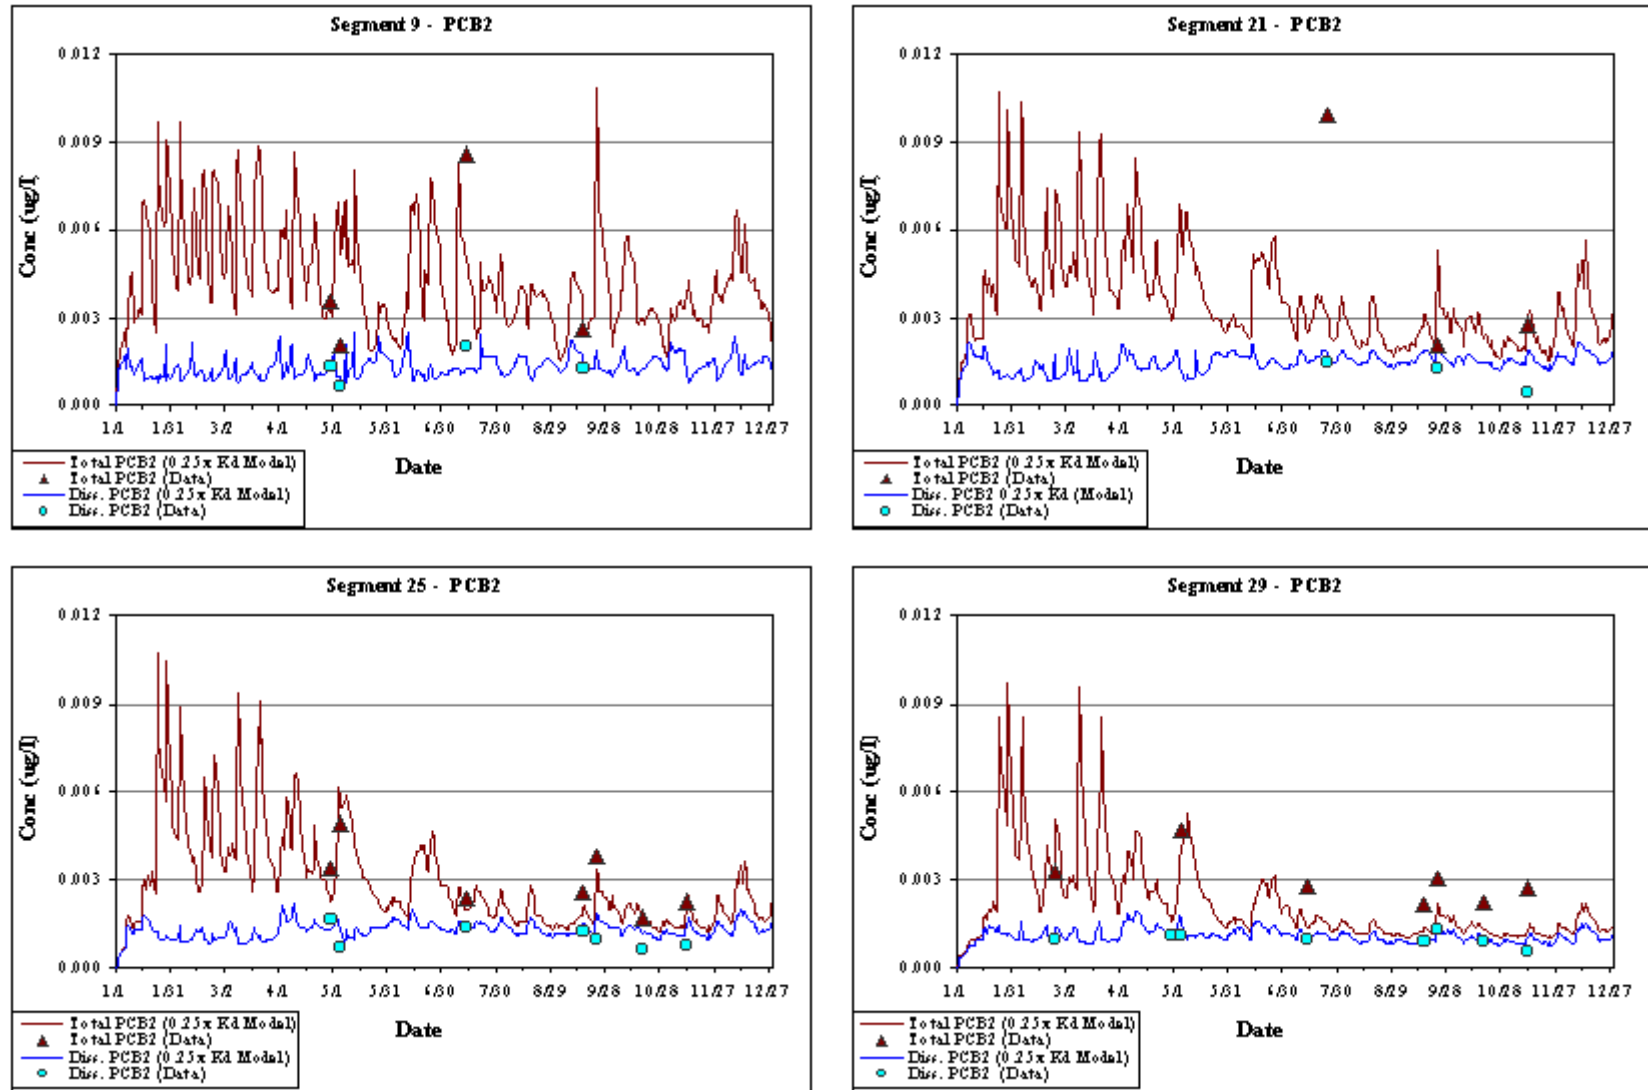 Segment 9 - PCB2
0.012
0.009
0.006
0.003
0.000
Conc (ug/l)
1/1 1/31 3/2 4/1 5/1 5/31 6/30 7/30 8/29 9/28 10/28 11/27 12/27
Date
Total PCB2 (0.25x Kd Model)
Total PCB2 (Data)
Diss. PCB2 (0.25x Kd Model)
Diss. PCB2 (Data)
Segment 21 - PCB2
0.012
0.009
0.006
0.003
0.000
Conc (ug/l)
1/1 1/31 3/2 4/1 5/1 5/31 6/30 7/30 8/29 9/28 10/28 11/27 12/27
Date
Total PCB2 (0.25x Kd Model)
Total PCB2 (Data)
Diss. PCB2 0.25x Kd (Model)
Diss. PCB2 (Data)
Segment 25 - PCB2
0.012
0.009
0.006
0.003
0.000
Conc (ug/l)
1/1 1/31 3/2 4/1 5/1 5/31 6/30 7/30 8/29 9/28 10/28 11/27 12/27
Date
Total PCB2 (0.25x Kd Model)
Total PCB2 (Data)
Diss. PCB2 (0.25x Kd Model)
Diss. PCB2 (Data)
Segment 29 - PCB2
0.012
0.009
0.006
0.003
0.000
Conc (ug/l)
1/1 1/31 3/2 4/1 5/1 5/31 6/30 7/30 8/29 9/28 10/28 11/27 12/27
Date
Total PCB2 (0.25x Kd Model)
Total PCB2 (Data)
Diss. PCB2 (0.25x Kd Model)
Diss. PCB2 (Data)